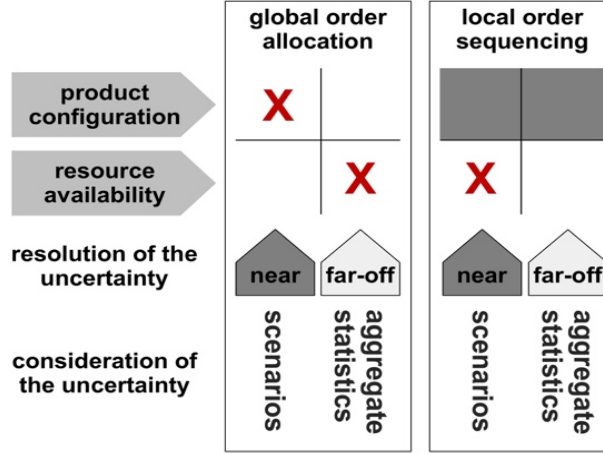 global order
allocation
local order
sequencing
product
configuration
X
resource
availability
X
X
resolution of the
uncertainty
near
far-off
near
far-off
consideration of
the uncertainty
scenarios
aggregate
statistics
scenarios
aggregate
statistics